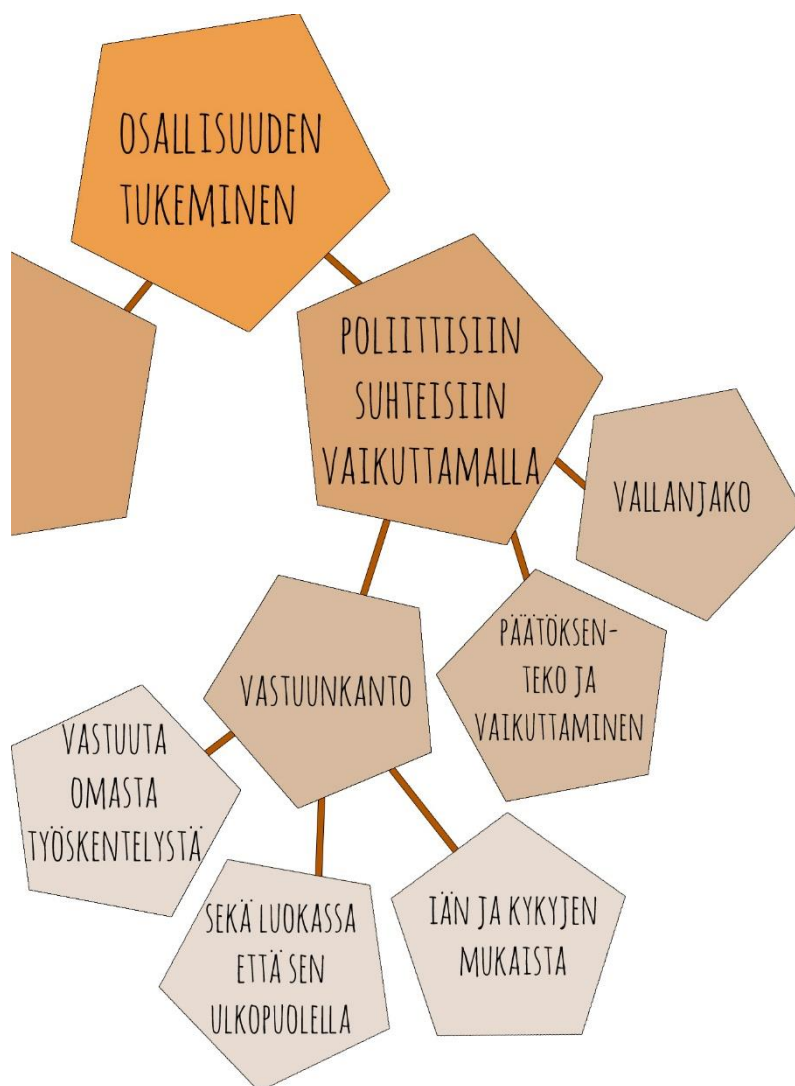 OSALLISUUDEN
TUKEMINEN
POLIITTISIIN
SUHTEISIIN
VAIKUTTAMALLA
VALLANJAKO
PÄÄTÖKSEN-
TEKO JA
VAIKUTTAMINEN
VASTUUNKANTO
VASTUUTA
OMASTA
TYÖSKENTELYSTÄ
SEKÄ LUOKASSA
ETTÄ SEN
ULKOPUOLELLA
IÄN JA KYKYJEN
MUKAISTA